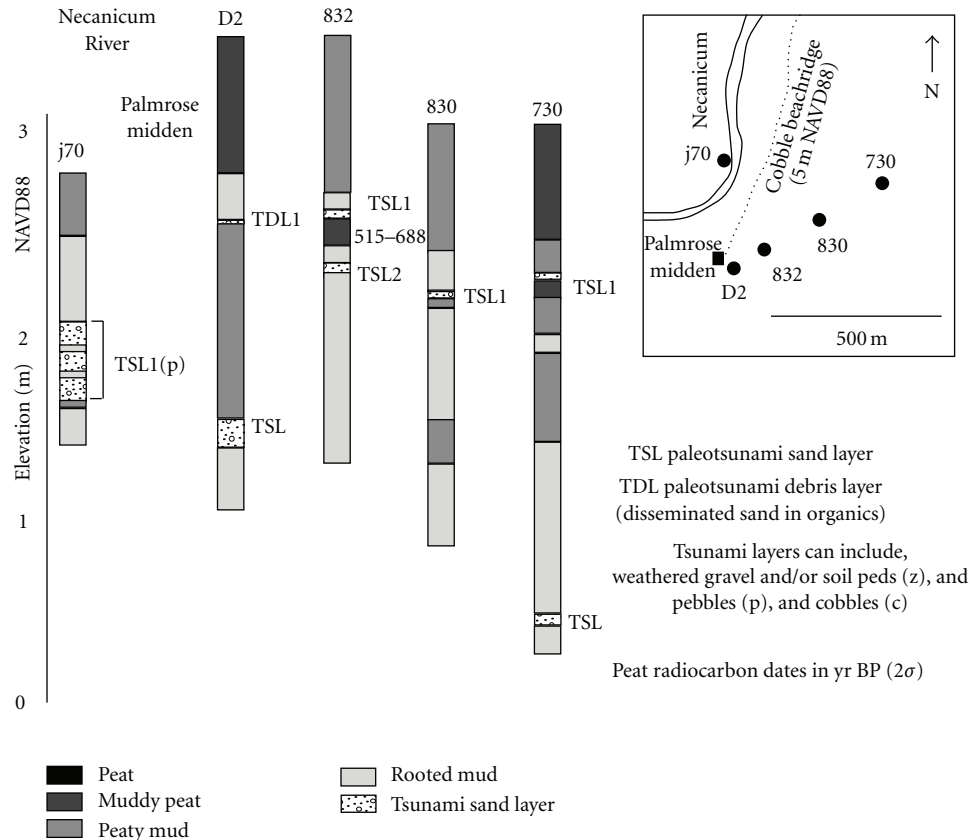 Necanicum
River
D2
832
Palmrose
midden
830
730
3
j70
NAVD88
Elevation (m)
2
1
0
TSL1(p)
TDL1
TSL
TSL1
515–688
TSL2
TSL1
TSL1
TSL
Necanicum
Cobble beachridge
(5 m NAVD88)
N
j70
730
830
Palmrose
midden
832
D2
500 m
TSL paleotsunami sand layer
TDL paleotsunami debris layer
(disseminated sand in organics)
Tsunami layers can include,
weathered gravel and/or soil peds (z), and
pebbles (p), and cobbles (c)
Peat radiocarbon dates in yr BP (2σ)
Peat
Muddy peat
Peaty mud
Rooted mud
Tsunami sand layer